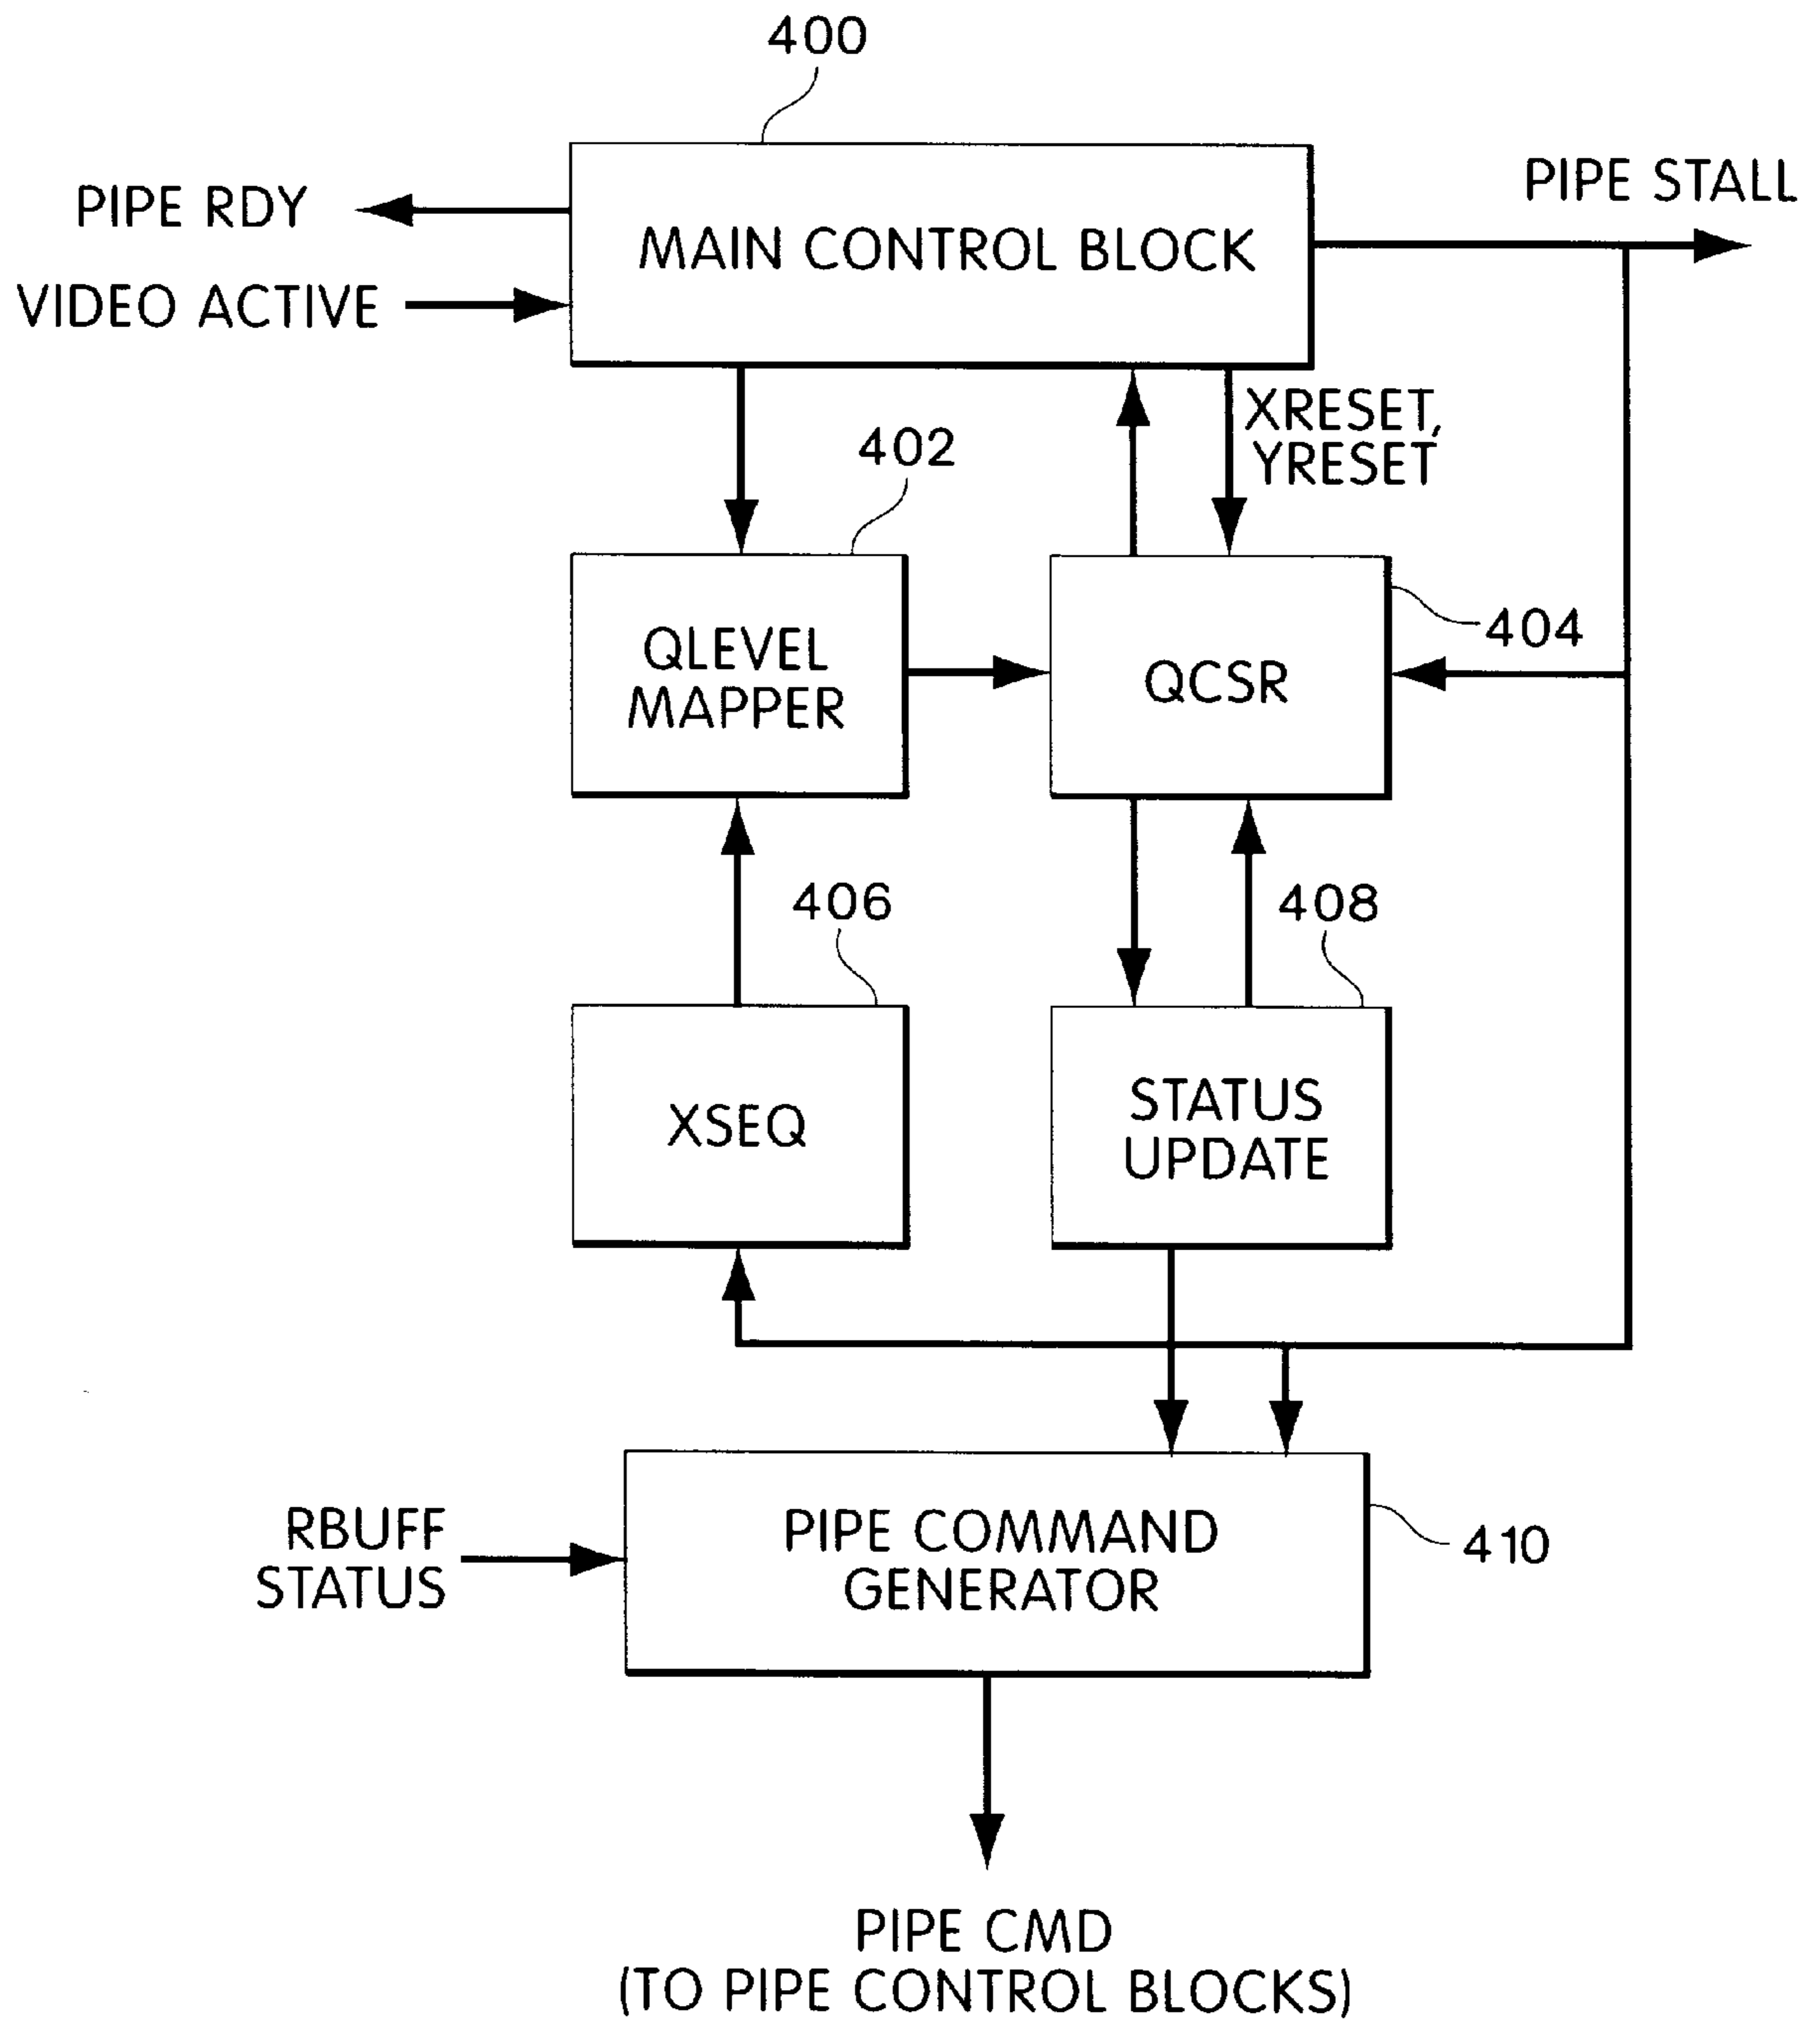 400
PIPE RDY
PIPE STALL
MAIN CONTROL BLOCK
VIDEO ACTIVE
XRESET,
YRESET
402
404
QLEVEL
MAPPER
QCSR
406
408
XSEQ
STATUS
UPDATE
RBUFF
STATUS
PIPE COMMAND
GENERATOR
410
PIPE CMD
(TO PIPE CONTROL BLOCKS)